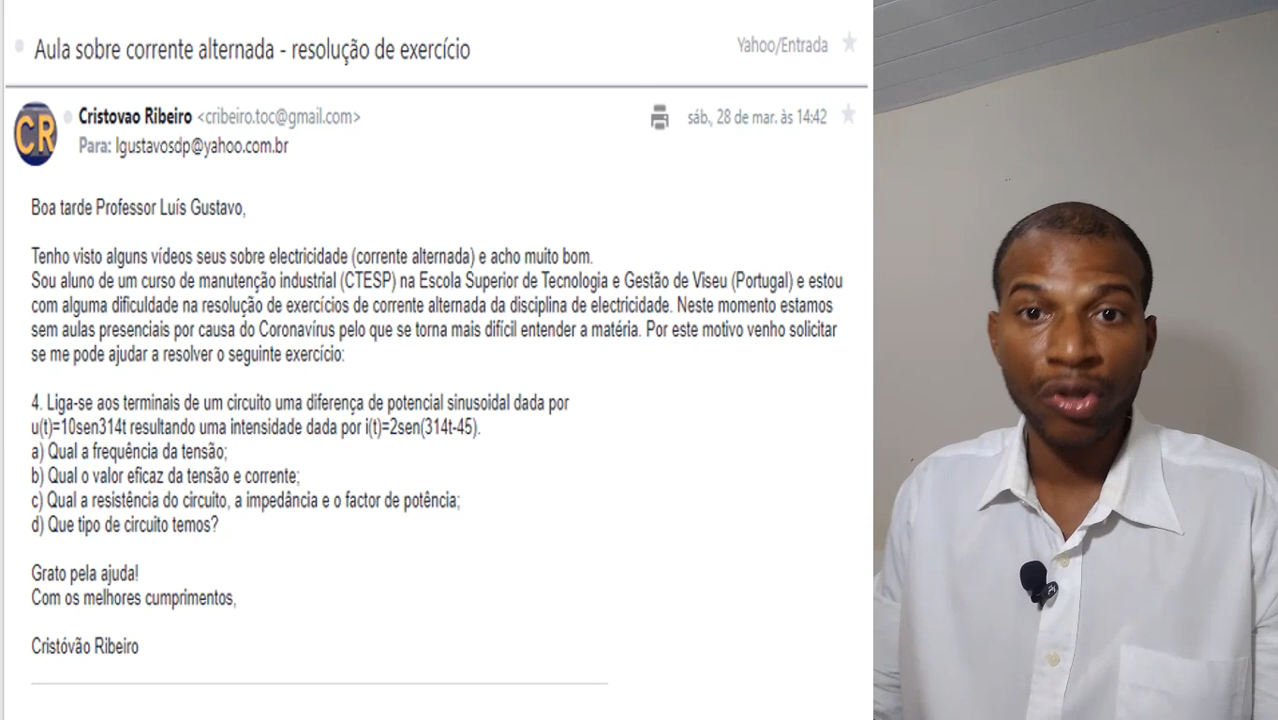 Aula sobre corrente alternada - resolução de exercício
Yahoo/Entrada
CR
Cristovao Ribeiro <cribeiro.toc@gmail.com>
sáb., 28 de mar. às 14:42
Para: lgustavosdp@yahoo.com.br
Boa tarde Professor Luís Gustavo,
Tenho visto alguns vídeos seus sobre electricidade (corrente alternada) e acho muito bom.
Sou aluno de um curso de manutenção industrial (CTESP) na Escola Superior de Tecnologia e Gestão de Viseu (Portugal) e estou
com alguma dificuldade na resolução de exercícios de corrente alternada da disciplina de electricidade. Neste momento estamos
sem aulas presenciais por causa do Coronavírus pelo que se torna mais difícil entender a matéria. Por este motivo venho solicitar
se me pode ajudar a resolver o seguinte exercício:
4. Liga-se aos terminais de um circuito uma diferença de potencial sinusoidal dada por
u(t)=10sen314t resultando uma intensidade dada por i(t)=2sen(314t-45).
a) Qual a frequência da tensão;
b) Qual o valor eficaz da tensão e corrente;
c) Qual a resistência do circuito, a impedância e o factor de potência;
d) Que tipo de circuito temos?
Grato pela ajuda!
Com os melhores cumprimentos,
Cristóvão Ribeiro